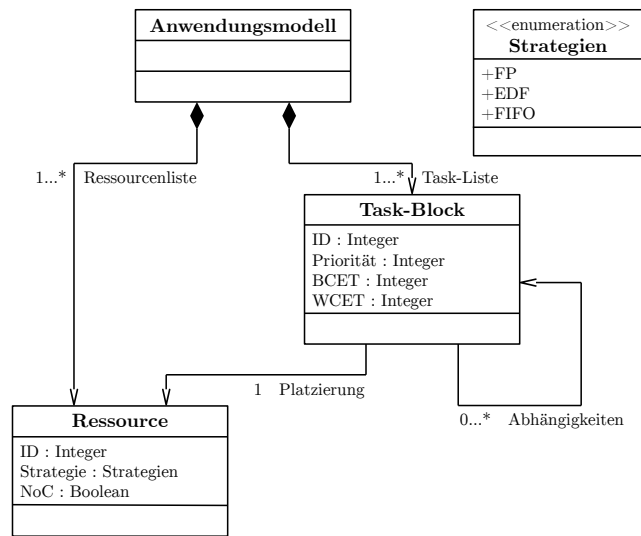 Anwendungsmodell
<<enumeration>>
Strategien
+FP
+EDF
+FIFO
1...* Ressourcenliste
1...* Task-Liste
Task-Block
ID : Integer
Priorität : Integer
BCET : Integer
WCET : Integer
1 Platzierung
0...* Abhängigkeiten
Ressource
ID : Integer
Strategie : Strategien
NoC : Boolean